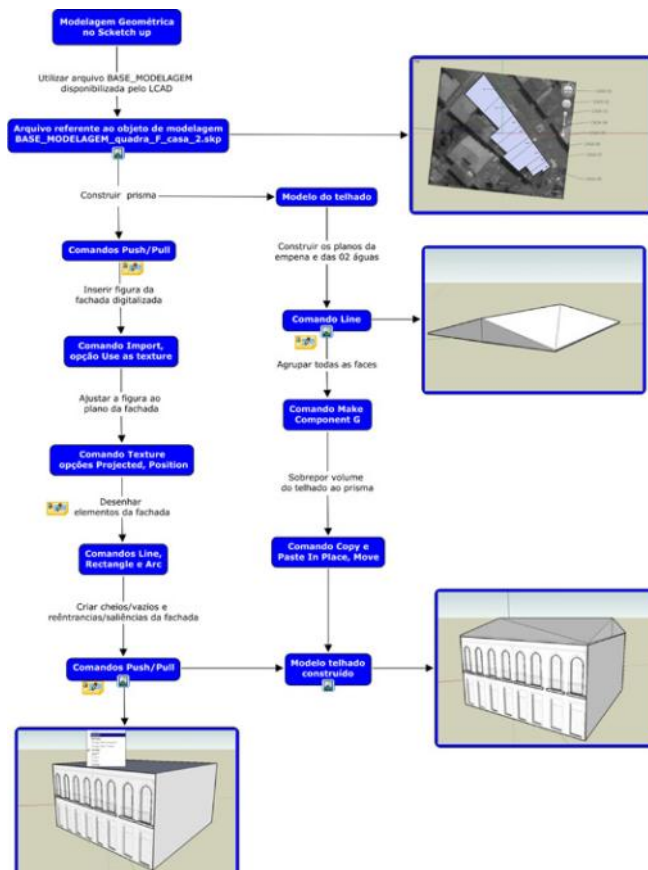 Modelagem Geométrica
no Scketch up
Utilizar arquivo BASE_MODELAGEM
disponibilizada pelo LCAD
Arquivo referente ao objeto de modelagem
BASE_MODELAGEM_quadra_F_casa_2.skp
Construir prisma
Modelo do telhado
Comandos Push/Pull
Construir os planos da
empena e das 02 águas
Inserir figura da
fachada digitalizada
Comando Line
Comando Import,
opção Use as texture
Agrupar todas as faces
Ajustar a figura ao
plano da fachada
Comando Make
Component G
Comando Texture
opções Projected, Position
Sobrepor volume
do telhado ao prisma
Desenhar
elementos da fachada
Comandos Line,
Rectangle e Arc
Comando Copy e
Paste In Place, Move
Criar cheios/vazios e
reêntrancias/saliências da fachada
Comandos Push/Pull
Modelo telhado
construído